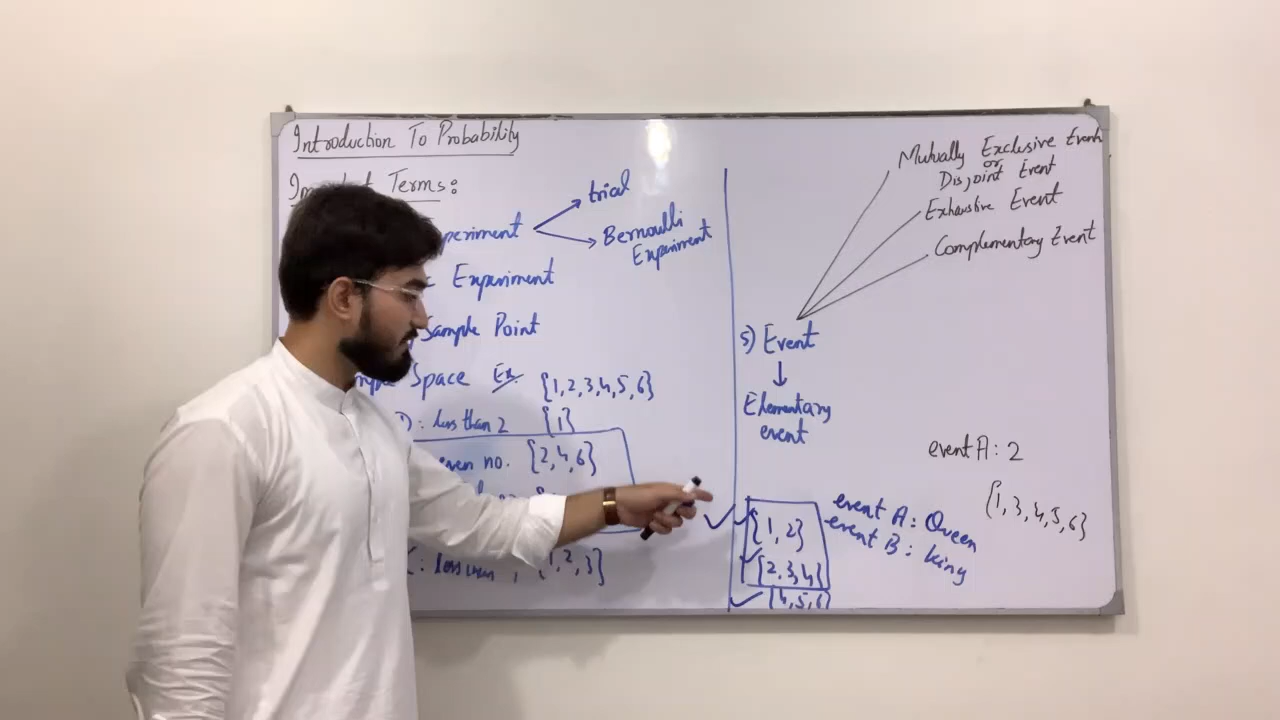 Introduction To Probability
Terms:
trial
Bernoulli
Experiment
Experiment
Sample Point
Space Ex. {1,2,3,4,5,6}
: less than 2 {1}
even no. {2,4,6}
: less {1,2,3}
Mutually Exclusive Event
or
Disjoint Event
Exhaustive Event
Complementary Event
5) Event
Elementary
event
event A: 2
{1, 3, 4, 5, 6}
{1, 2}
{2, 3, 4}
{4, 5, 6}
event A: Queen
event B: king